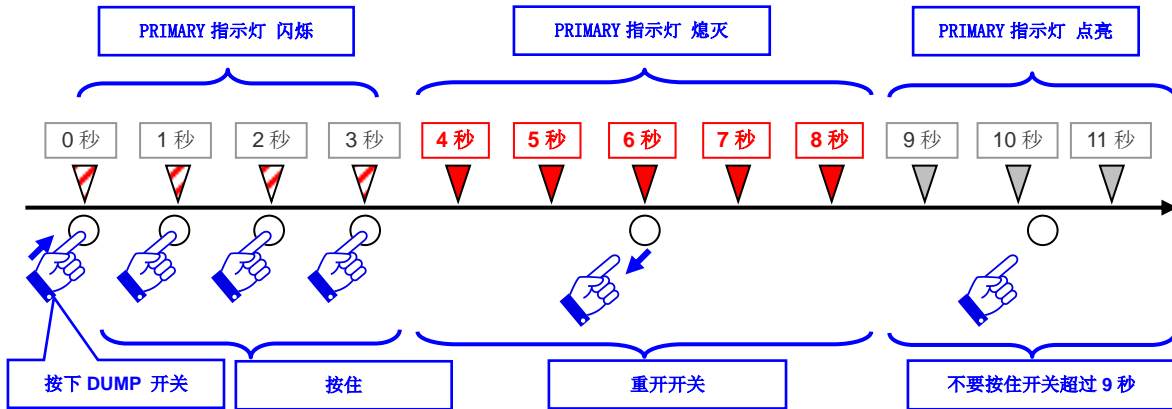 PRIMARY 指示灯 闪烁
PRIMARY 指示灯 熄灭
PRIMARY 指示灯 点亮
0 秒
1 秒
2 秒
3 秒
4 秒
5 秒
6 秒
7 秒
8 秒
9 秒
10 秒
11 秒
按下 DUMP 开关
按住
重开开关
不要按住开关超过 9 秒